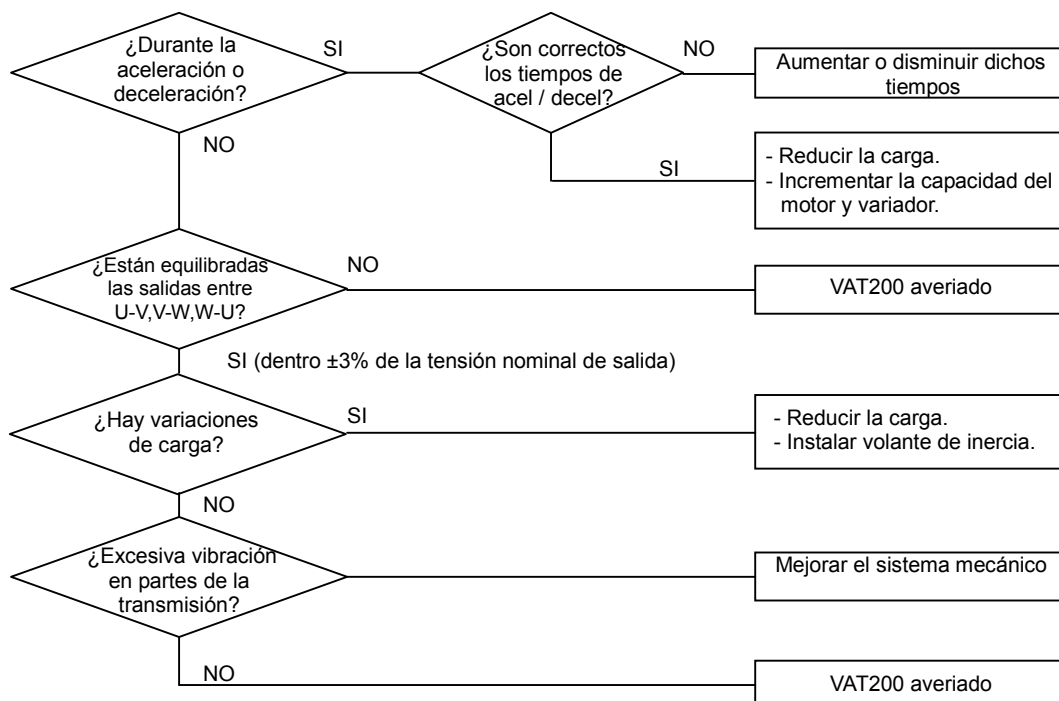 ¿Durante la
aceleración o
deceleración?
SI
¿Son correctos
los tiempos de
acel / decel?
NO
Aumentar o disminuir dichos
tiempos
NO
SI
- Reducir la carga.
- Incrementar la capacidad del
motor y variador.
¿Están equilibradas
las salidas entre
U-V,V-W,W-U?
NO
VAT200 averiado
SI (dentro ±3% de la tensión nominal de salida)
¿Hay variaciones
de carga?
SI
- Reducir la carga.
- Instalar volante de inercia.
NO
¿Excesiva vibración
en partes de la
transmisión?
Mejorar el sistema mecánico
NO
VAT200 averiado